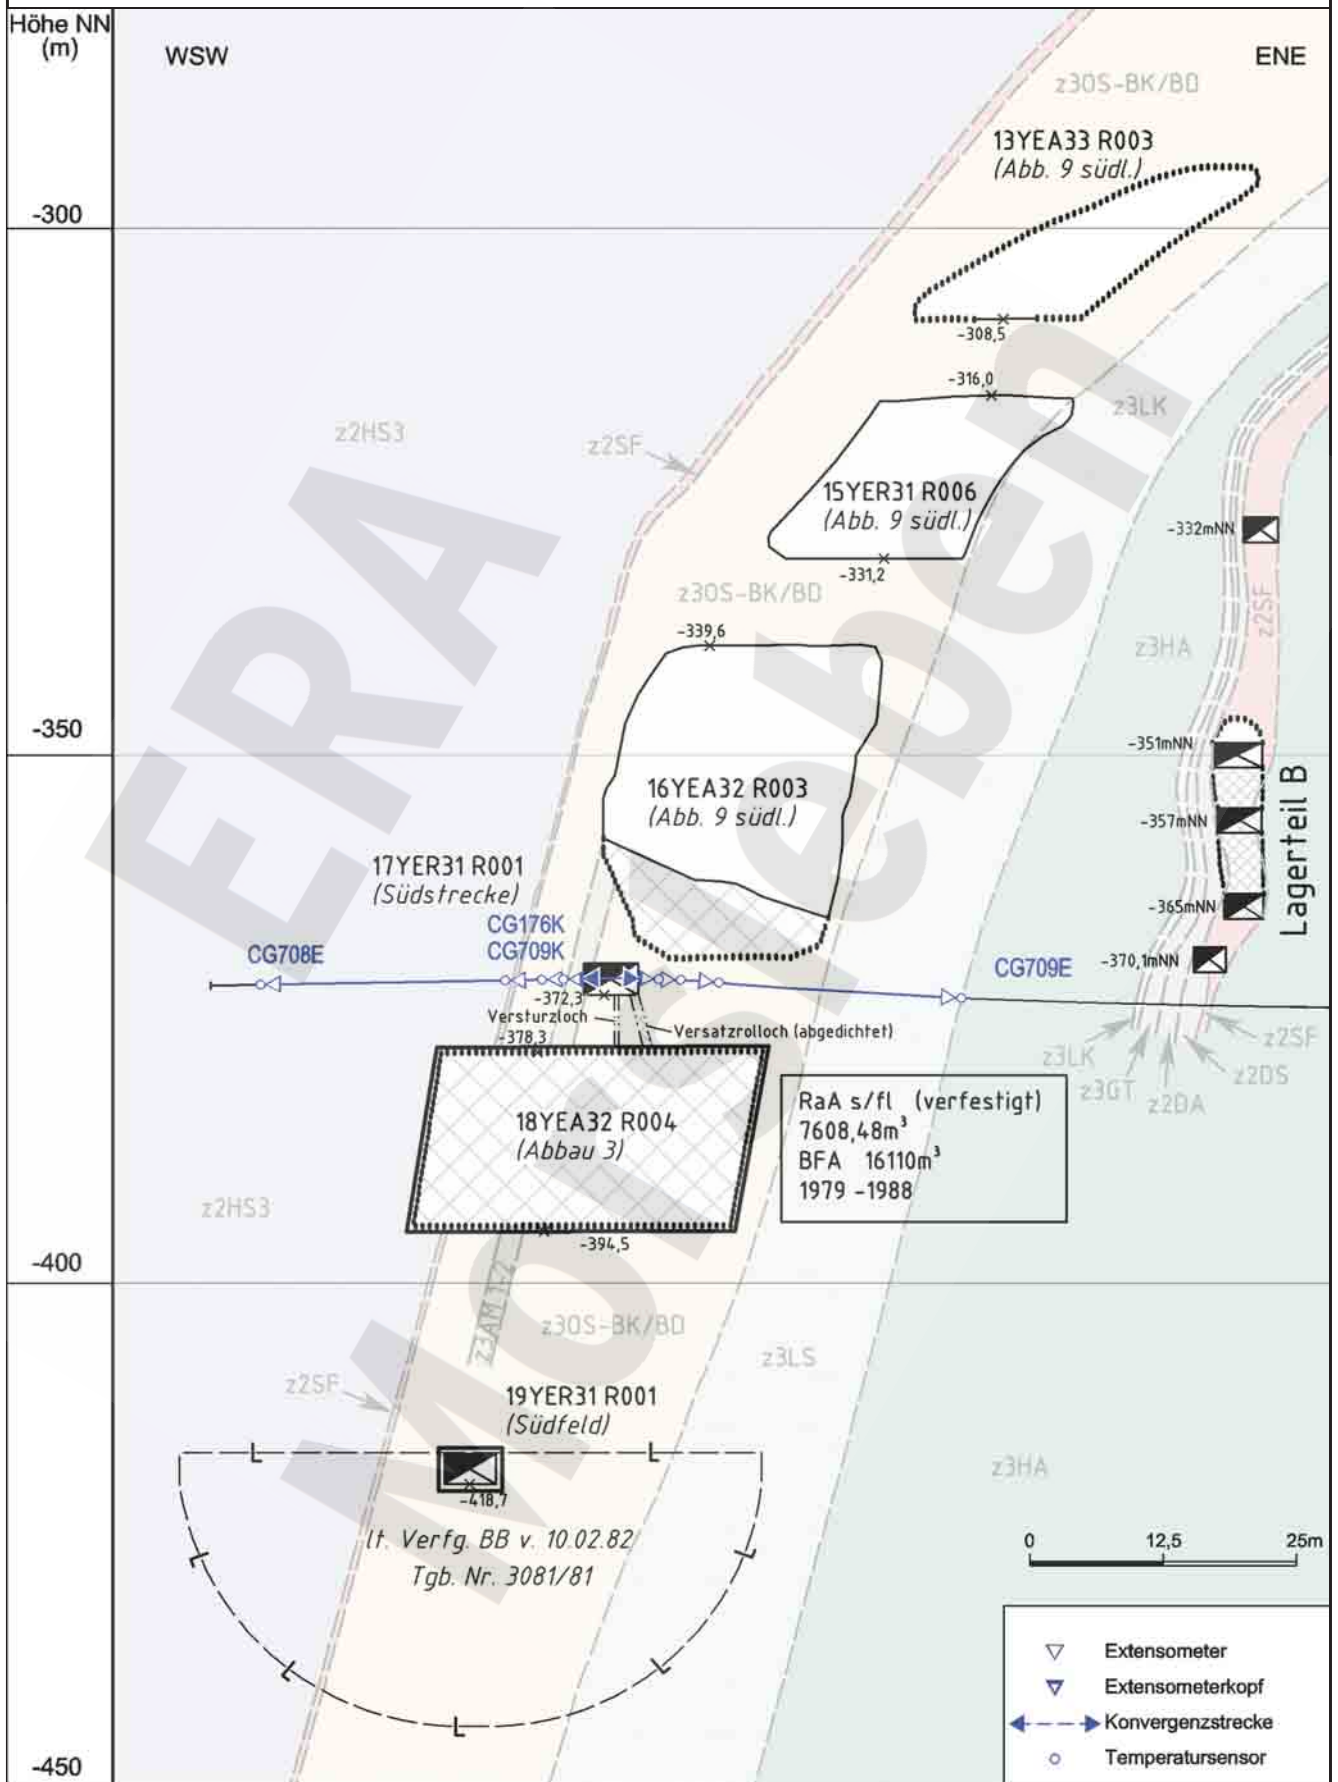 Höhe NN
(m)
WSW
ENE
z3OS-BK/BD
13YEA33 R003
(Abb. 9 südl.)
-300
-308,5
-316,0
z3LK
z2HS3
z2SF
15YER31 R006
(Abb. 9 südl.)
-332mNN
-331,2
z3OS-BK/BD
z2SF
-339,6
z3HA
-350
-351mNN
16YEA32 R003
(Abb. 9 südl.)
-357mNN
Lagerteil B
17YER31 R001
(Südstrecke)
-365mNN
CG176K
CG709K
CG708E
CG709E
-370,1mNN
-372,3
Versturzloch
Versatzrolloch (abgedichtet)
-378,3
z3LK
z3GT
z2DA
z2DS
z2SF
18YEA32 R004
(Abbau 3)
RaA s/fl (verfestigt)
7608,48m³
BFA 16110m³
1979 -1988
z2HS3
-394,5
-400
z3AM 1-2
z3OS-BK/BD
z3LS
z2SF
19YER31 R001
(Südfeld)
L
L
z3HA
-418,7
lt. Verfg. BB v. 10.02.82
Tgb. Nr. 3081/81
L
L
L
L
L
0 12,5 25m
Extensometer
Extensometerkopf
Konvergenzstrecke
Temperatursensor
-450
ERA
Morsleben